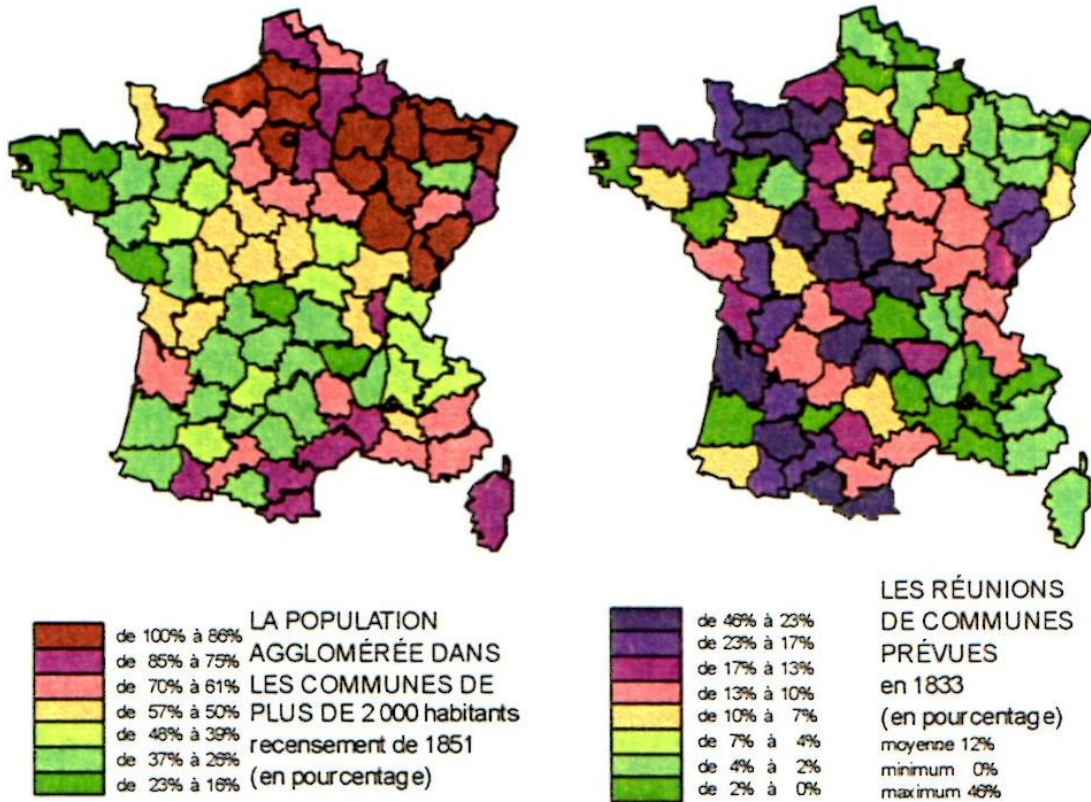 de 100% à 86%
de 85% à 75%
de 70% à 61%
de 57% à 50%
de 48% à 39%
de 37% à 26%
de 23% à 16%
LA POPULATION
AGGLOMÉRÉE DANS
LES COMMUNES DE
PLUS DE 2 000 habitants
recensement de 1851
(en pourcentage)
de 46% à 23%
de 23% à 17%
de 17% à 13%
de 13% à 10%
de 10% à 7%
de 7% à 4%
de 4% à 2%
de 2% à 0%
LES RÉUNIONS
DE COMMUNES
PRÉVUES
en 1833
(en pourcentage)
moyenne 12%
minimum 0%
maximum 46%